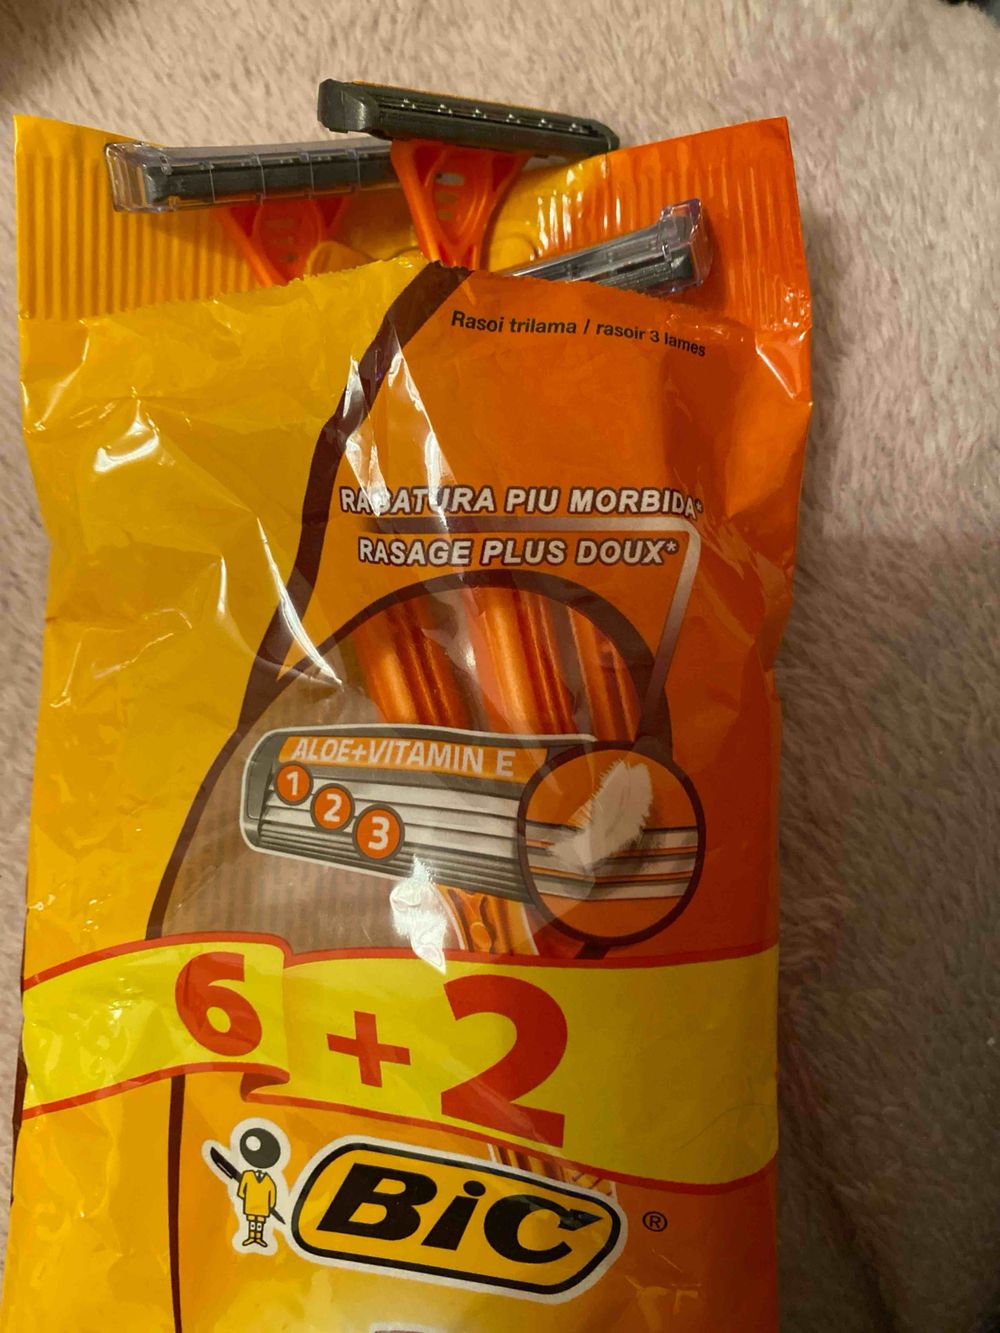 Rasoi trilama / rasoir 3 lames
RASATURA PIU MORBIDA*
RASAGE PLUS DOUX*
ALOE+VITAMIN E
1
2
3
6 +2
BiC ®